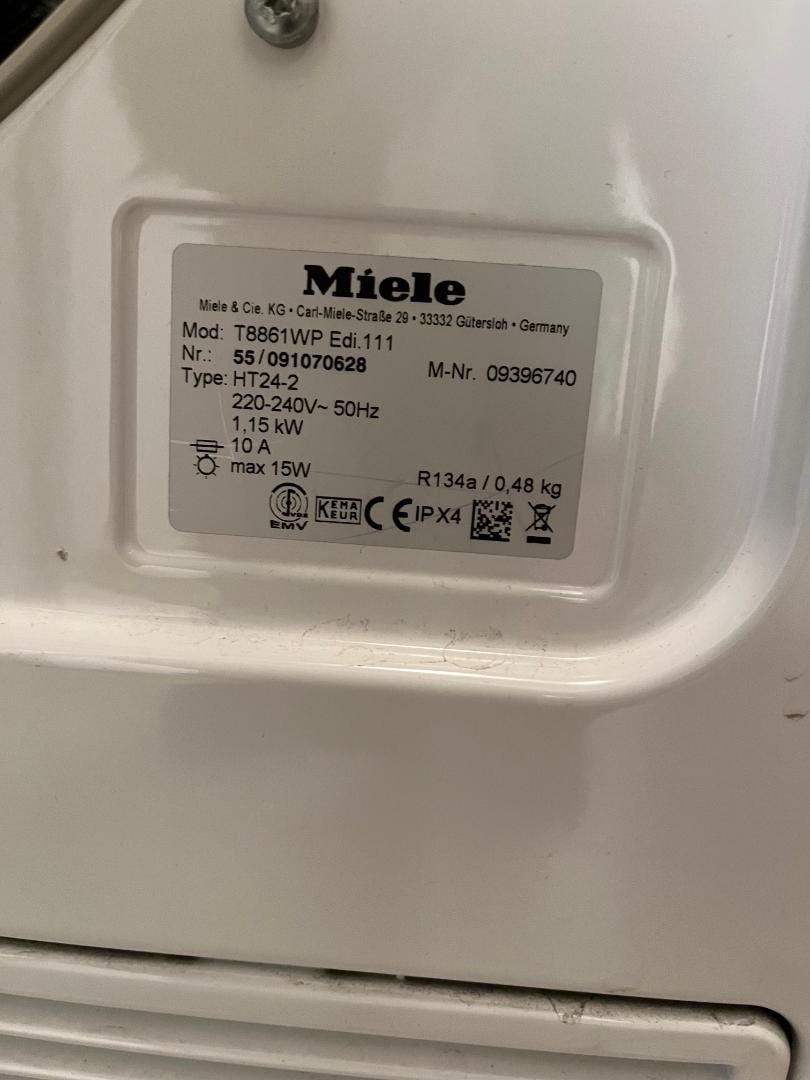 Miele
Miele & Cie. KG • Carl-Miele-Straße 29 • 33332 Gütersloh • Germany
Mod: T8861WP Edi.111
Nr.: 55/091070628 M-Nr. 09396740
Type: HT24-2
220-240V~ 50Hz
1,15 kW
10 A
max 15W R134a / 0,48 kg
VDE EMV KEMA EUR CE IPX4